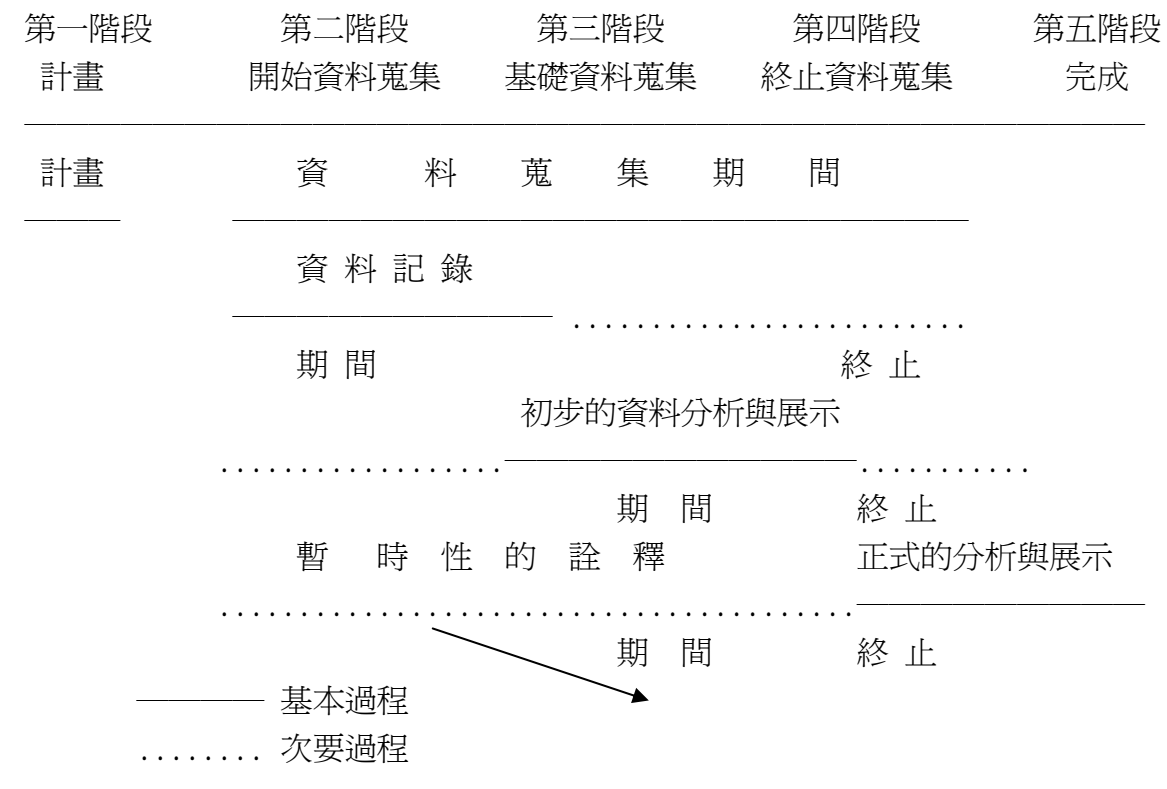 第一階段 第二階段 第三階段 第四階段 第五階段
計畫 開始資料蒐集 基礎資料蒐集 終止資料蒐集 完成
計畫 資料蒐集期間
資料記錄
期間 終止
初步的資料分析與展示
期間 終止
暫時性的詮釋 正式的分析與展示
期間 終止
基本過程
........ 次要過程